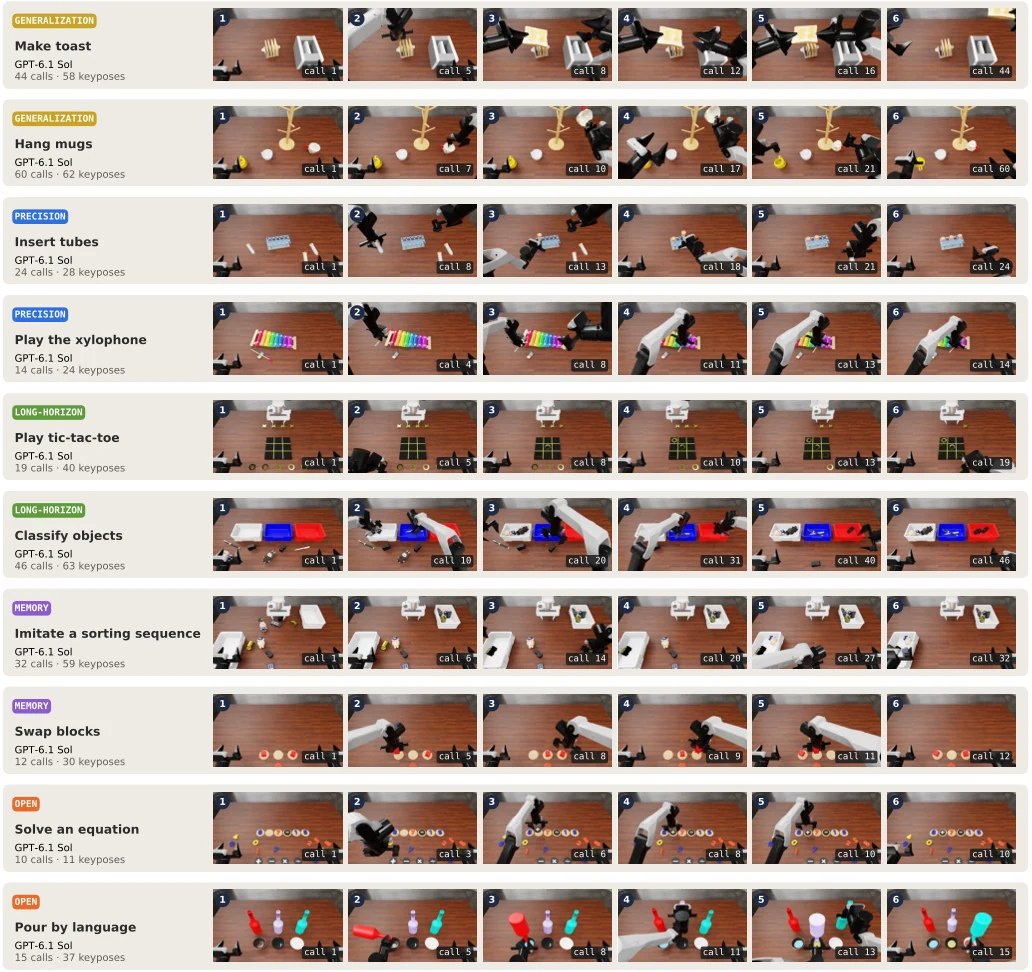 GENERALIZATION
Make toast
GPT-6.1 Sol
44 calls · 58 keyposes
1 2 3 4 5 6
call 1 call 5 call 8 call 12 call 16 call 44
GENERALIZATION
Hang mugs
GPT-6.1 Sol
60 calls · 62 keyposes
1 2 3 4 5 6
call 1 call 7 call 10 call 17 call 21 call 60
PRECISION
Insert tubes
GPT-6.1 Sol
24 calls · 28 keyposes
1 2 3 4 5 6
call 1 call 8 call 13 call 18 call 21 call 24
PRECISION
Play the xylophone
GPT-6.1 Sol
14 calls · 24 keyposes
1 2 3 4 5 6
call 1 call 4 call 8 call 11 call 13 call 14
LONG-HORIZON
Play tic-tac-toe
GPT-6.1 Sol
19 calls · 40 keyposes
1 2 3 4 5 6
call 1 call 5 call 8 call 10 call 13 call 19
LONG-HORIZON
Classify objects
GPT-6.1 Sol
46 calls · 63 keyposes
1 2 3 4 5 6
call 1 call 10 call 20 call 31 call 40 call 46
MEMORY
Imitate a sorting sequence
GPT-6.1 Sol
32 calls · 59 keyposes
1 2 3 4 5 6
call 1 call 6 call 14 call 20 call 27 call 32
MEMORY
Swap blocks
GPT-6.1 Sol
12 calls · 30 keyposes
1 2 3 4 5 6
call 1 call 5 call 8 call 9 call 11 call 12
OPEN
Solve an equation
GPT-6.1 Sol
10 calls · 11 keyposes
1 2 3 4 5 6
call 1 call 3 call 6 call 8 call 10 call 10
OPEN
Pour by language
GPT-6.1 Sol
15 calls · 37 keyposes
1 2 3 4 5 6
call 1 call 5 call 8 call 11 call 13 call 15